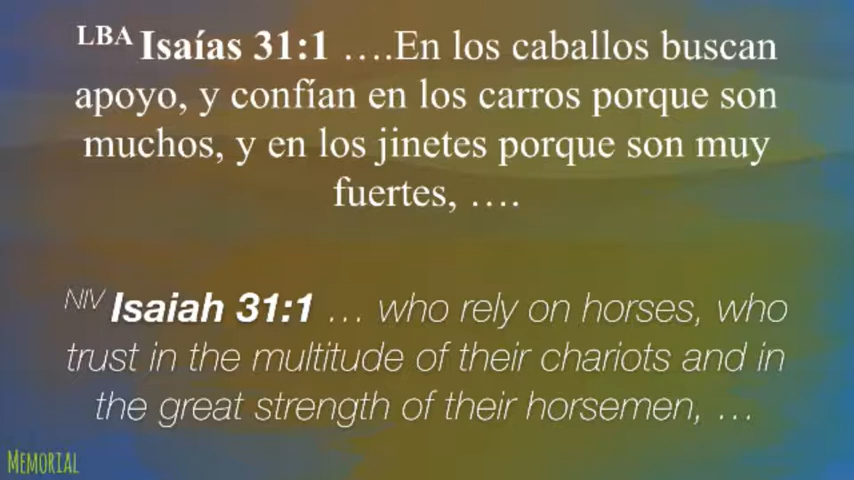 LBA Isaías 31:1 ….En los caballos buscan
apoyo, y confían en los carros porque son
muchos, y en los jinetes porque son muy
fuertes, ….
NIV Isaiah 31:1 … who rely on horses, who
trust in the multitude of their chariots and in
the great strength of their horsemen, …
MEMORIAL